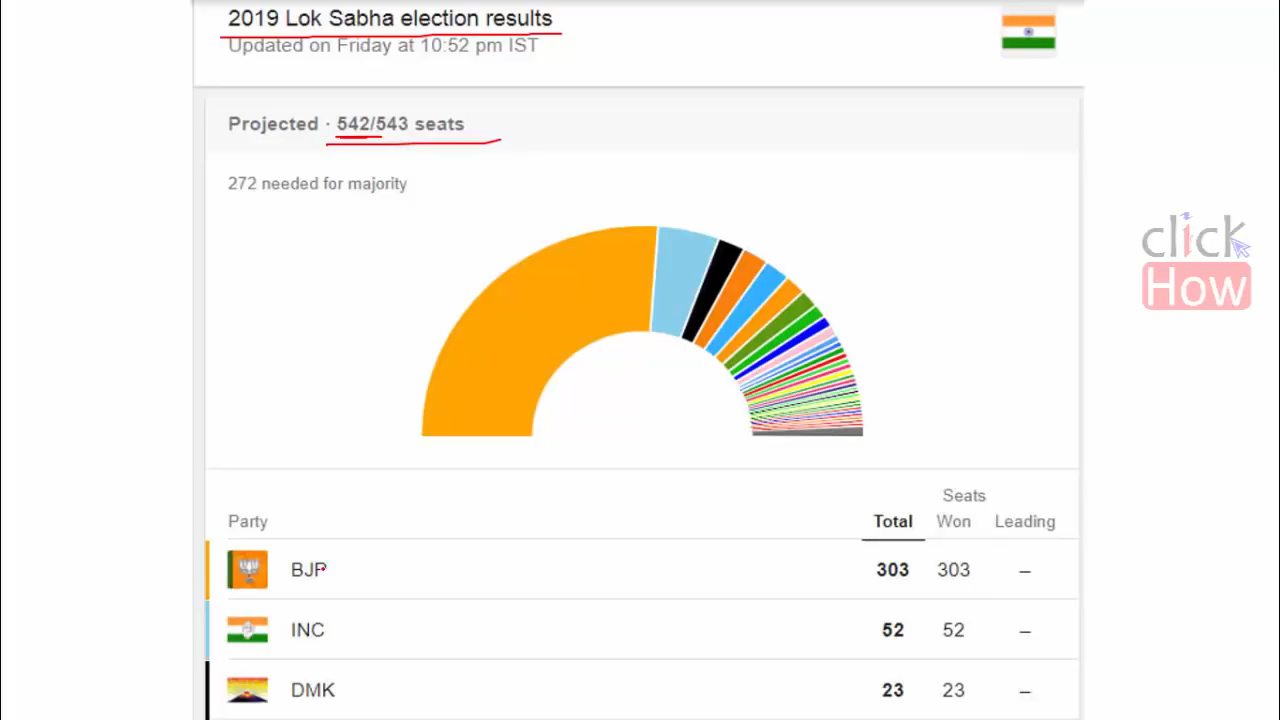 2019 Lok Sabha election results
Updated on Friday at 10:52 pm IST
Projected · 542/543 seats
272 needed for majority
click
How
Seats
Party Total Won Leading
BJP 303 303 –
INC 52 52 –
DMK 23 23 –